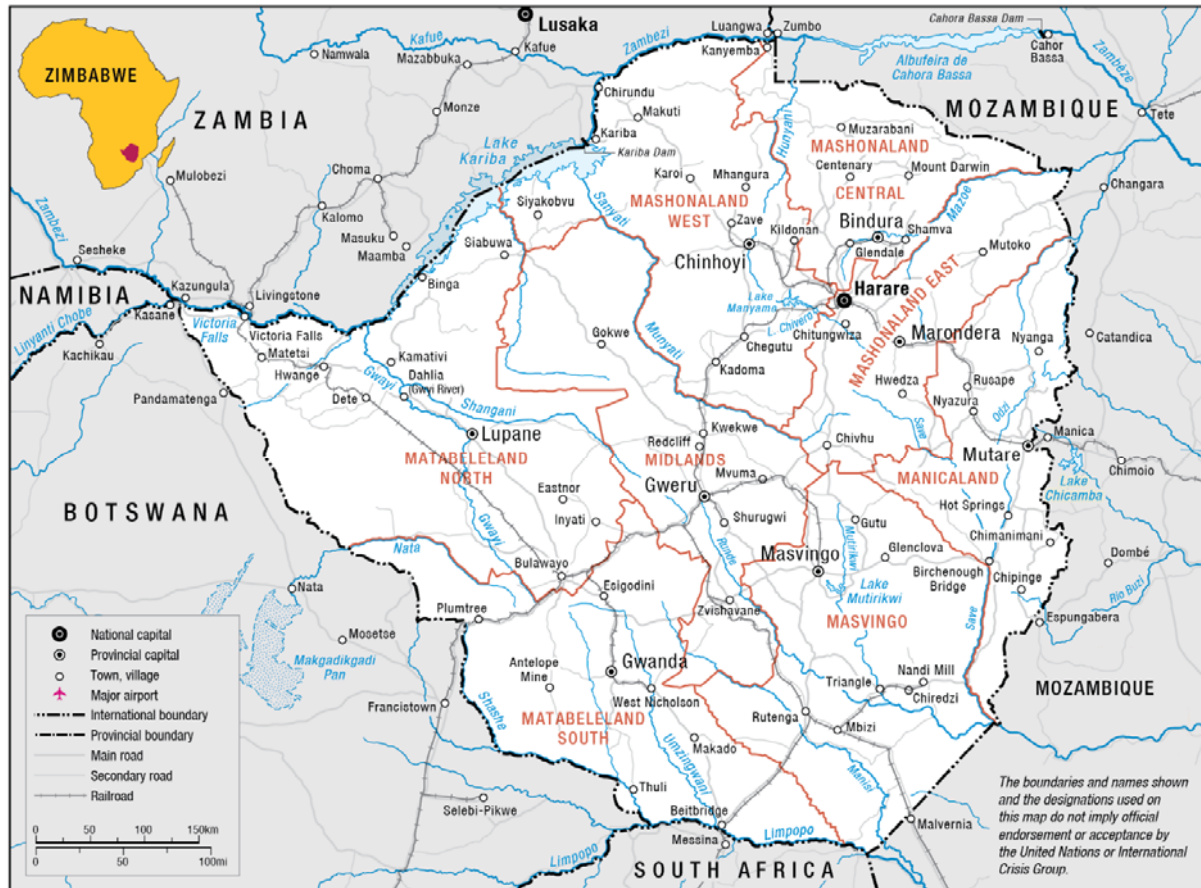 ZIMBABWE
Lusaka
Kafue
Kafue
Namwala
Mazabbuka
ZAMBIA
Monze
Zambezi
Luangwa
Zumbo
Kanyemba
Cahora Bassa Dam
Cahor
Bassa
Albufeira de
Cahora Bassa
Zambèze
MOZAMBIQUE
Tete
Chirundu
Makuti
Hunyani
Muzarabani
MASHONALAND
CENTRAL
Centenary
Mount Darwin
Lake
Kariba
Kariba
Kariba Dam
Mulobezi
Choma
Kalomo
Masuku
Maamba
Siyakobvu
Siabuwa
Sanyati
Karoi
Mhangura
MASHONALAND
WEST
Zave
Kildonan
Bindura
Mazoe
Changara
Shamva
Glendale
Mutoko
Chinhoyi
Zambezi
Sesheke
NAMIBIA
Kazungula
Livingstone
Binga
Kasane
Linyanti Chobe
Kachikau
Victoria
Falls
Victoria Falls
Matetsi
Hwange
Kamativi
Dahlia
(Gwyi River)
Gwayi
Dete
Pandamatenga
Shangani
Gokwe
Munyati
Lake
Manyame
L. Chivero
Harare
MASHONALAND EAST
Chitungwiza
Chegutu
Kadoma
Marondera
Nyanga
Catandica
Hwedza
Rusape
Nyazura
Odzi
Save
Lupane
MATABELELAND
NORTH
Kwekwe
Redcliff
MIDLANDS
Chivhu
Mutare
Manica
Chimoio
MANICALAND
Lake
Chicamba
Mvuma
Gweru
BOTSWANA
Eastnor
Inyati
Gwayi
Shurugwi
Runde
Gutu
Mutirikwi
Masvingo
Glenclova
Lake
Mutirikwi
Hot Springs
Chimanimani
Birchenough
Bridge
Chipinge
Dombé
Rio Buzi
Espungabera
Nata
Nata
Bulawayo
Esigodini
Plumtree
Zvishavane
MASVINGO
Save
Mosetse
Makgadikgadi
Pan
Francistown
Antelope
Mine
Gwanda
West Nicholson
MATABELELAND
SOUTH
Shashe
Umzingwani
Makado
Rutenga
Triangle
Nandi Mill
Chiredzi
Mbizi
Manisi
MOZAMBIQUE
Selebi-Pikwe
Thuli
Beitbridge
Messina
Limpopo
Limpopo
Malvernia
SOUTH AFRICA
National capital
Provincial capital
Town, village
Major airport
International boundary
Provincial boundary
Main road
Secondary road
Railroad
0 50 100 150km
0 50 100mi
The boundaries and names shown
and the designations used on
this map do not imply official
endorsement or acceptance by
the United Nations or International
Crisis Group.